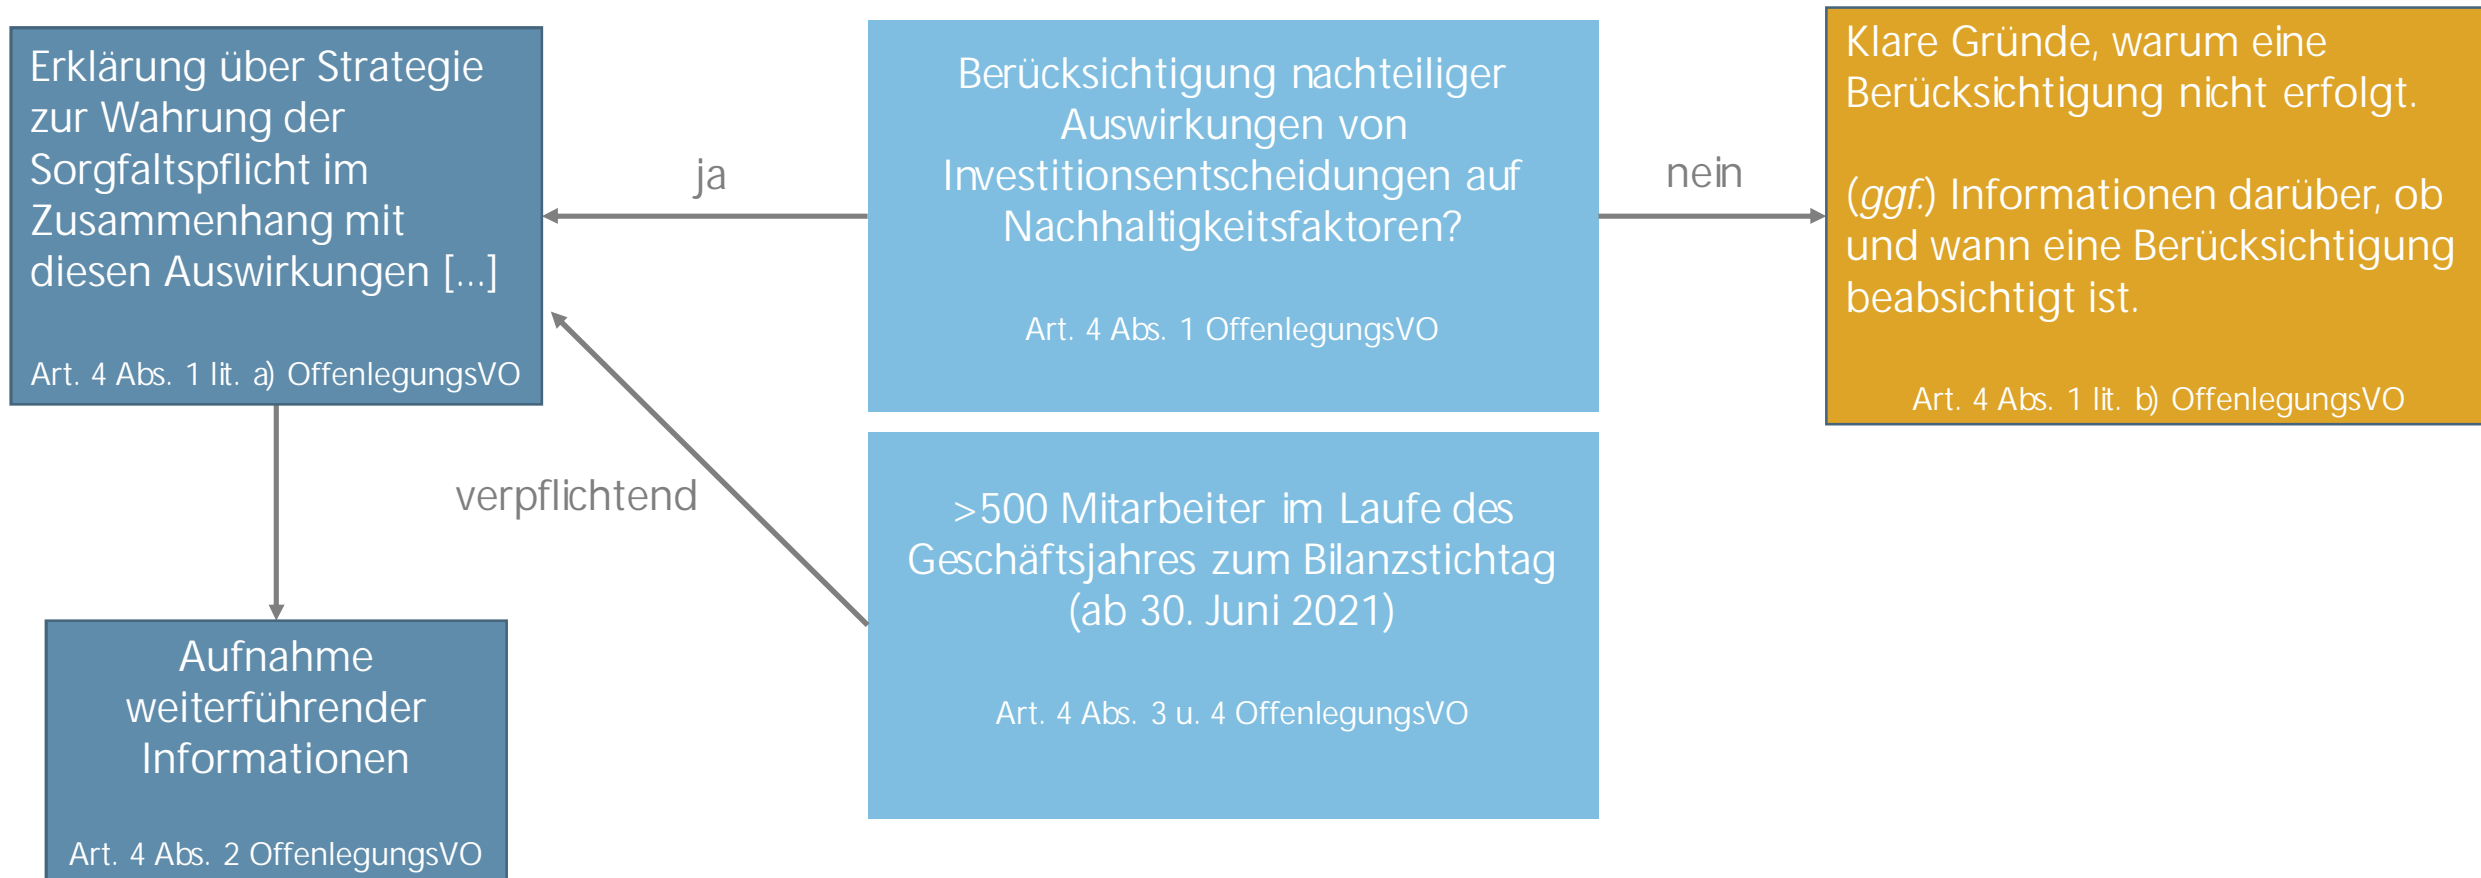 Erklärung über Strategie
zur Wahrung der
Sorgfaltspflicht im
Zusammenhang mit
diesen Auswirkungen [...]
Art. 4 Abs. 1 lit. a) OffenlegungsVO
ja
Berücksichtigung nachteiliger
Auswirkungen von
Investitionsentscheidungen auf
Nachhaltigkeitsfaktoren?
Art. 4 Abs. 1 OffenlegungsVO
nein
Klare Gründe, warum eine
Berücksichtigung nicht erfolgt.
(ggf.) Informationen darüber, ob
und wann eine Berücksichtigung
beabsichtigt ist.
Art. 4 Abs. 1 lit. b) OffenlegungsVO
verpflichtend
>500 Mitarbeiter im Laufe des
Geschäftsjahres zum Bilanzstichtag
(ab 30. Juni 2021)
Art. 4 Abs. 3 u. 4 OffenlegungsVO
Aufnahme
weiterführender
Informationen
Art. 4 Abs. 2 OffenlegungsVO